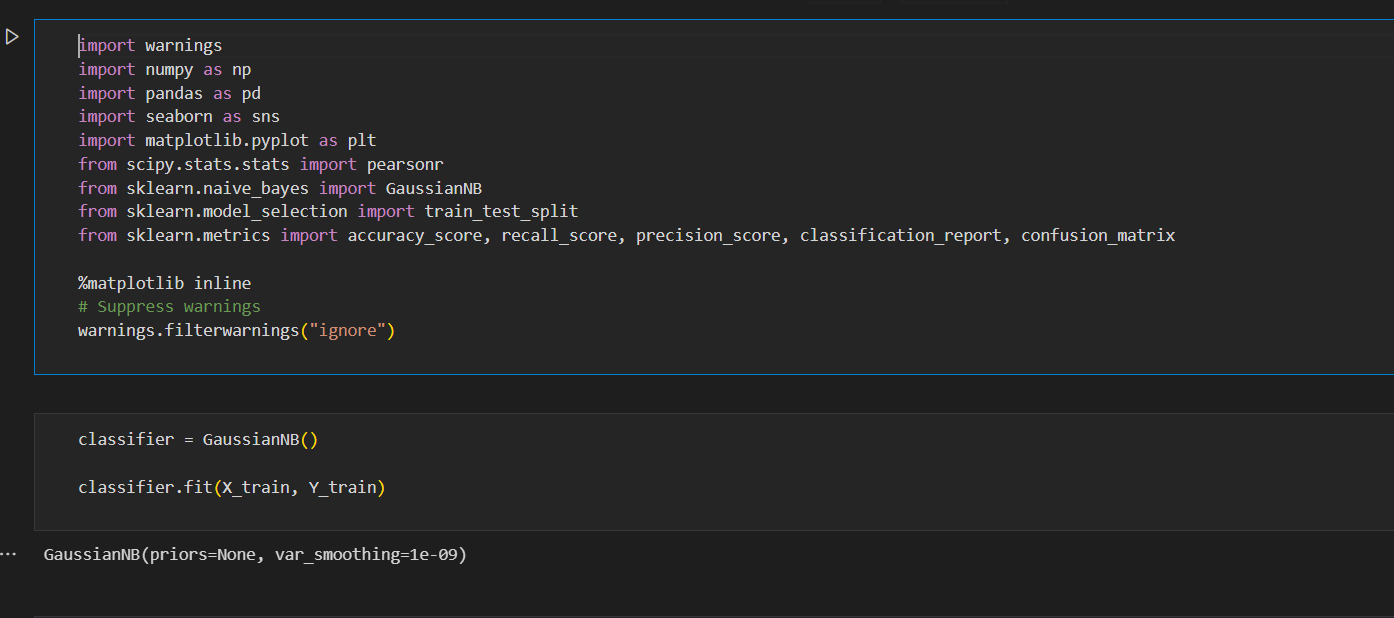 import warnings
import numpy as np
import pandas as pd
import seaborn as sns
import matplotlib.pyplot as plt
from scipy.stats.stats import pearsonr
from sklearn.naive_bayes import GaussianNB
from sklearn.model_selection import train_test_split
from sklearn.metrics import accuracy_score, recall_score, precision_score, classification_report, confusion_matrix
%matplotlib inline
# Suppress warnings
warnings.filterwarnings("ignore")
classifier = GaussianNB()
classifier.fit(X_train, Y_train)
GaussianNB(priors=None, var_smoothing=1e-09)